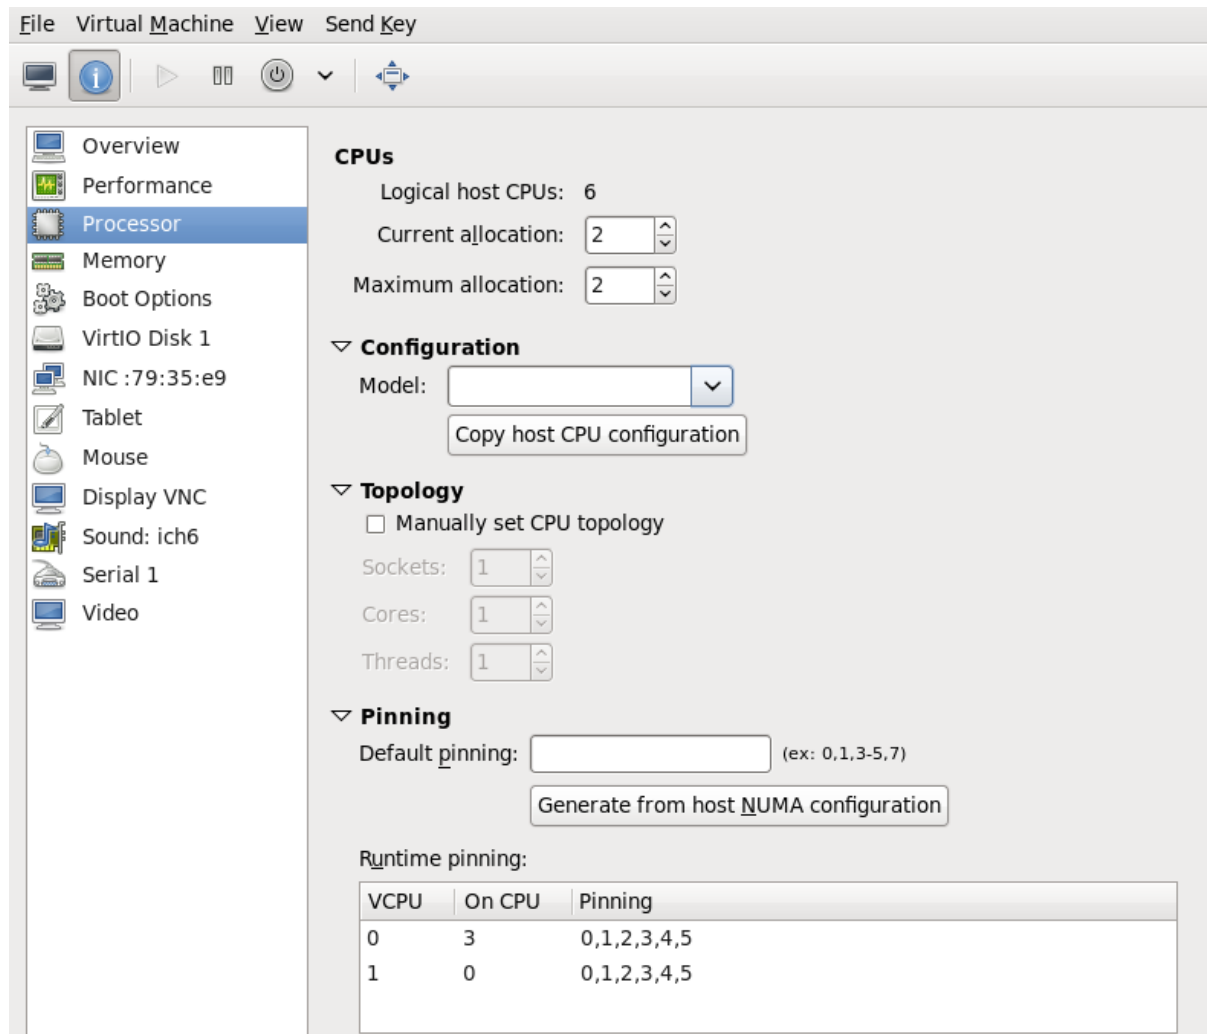 File Virtual Machine View Send Key
Overview
Performance
Processor
Memory
Boot Options
VirtIO Disk 1
NIC :79:35:e9
Tablet
Mouse
Display VNC
Sound: ich6
Serial 1
Video
CPUs
Logical host CPUs: 6
Current allocation: 2
Maximum allocation: 2
Configuration
Model:
Copy host CPU configuration
Topology
Manually set CPU topology
Sockets: 1
Cores: 1
Threads: 1
Pinning
Default pinning: (ex: 0,1,3-5,7)
Generate from host NUMA configuration
Runtime pinning:
VCPU On CPU Pinning
0 3 0,1,2,3,4,5
1 0 0,1,2,3,4,5